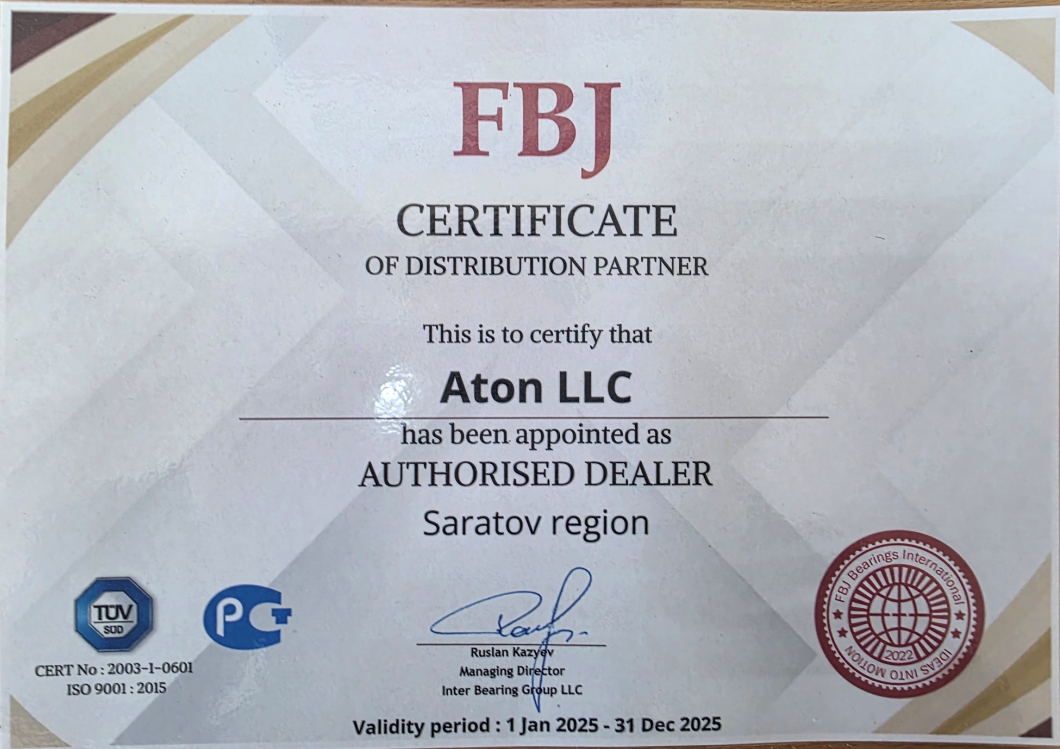 FBJ
CERTIFICATE
OF DISTRIBUTION PARTNER
This is to certify that
Aton LLC
has been appointed as
AUTHORISED DEALER
Saratov region
TÜV
SÜD
РСТ
CERT No : 2003-1-0601
ISO 9001 : 2015
Ruslan Kazyev
Managing Director
Inter Bearing Group LLC
FBJ Bearings International
2022
IDEAS INTO MOTION
Validity period : 1 Jan 2025 - 31 Dec 2025